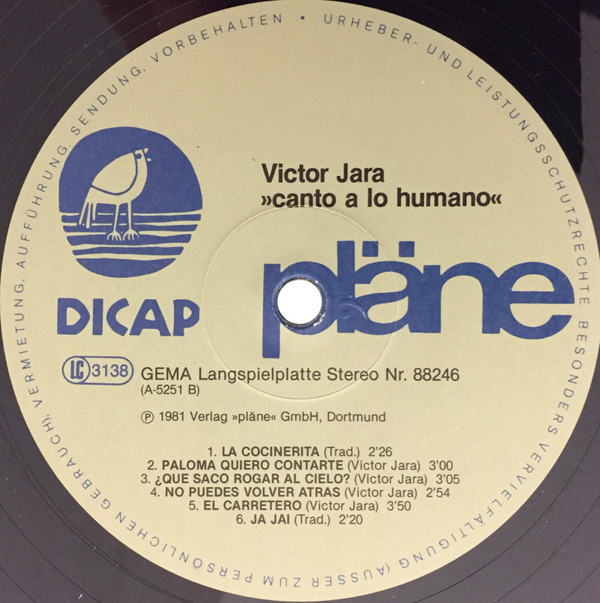 URHEBER- UND LEISTUNGSSCHUTZRECHTE, BESONDERS VERVIELFÄLTIGUNG (AUSSER ZUM PERSÖNLICHEN GEBRAUCH), VERMIETUNG, AUFFÜHRUNG, SENDUNG, VORBEHALTEN •
Victor Jara
»canto a lo humano«
pläne
DICAP
LC 3138
GEMA Langspielplatte Stereo Nr. 88246
(A-5251 B)
Ⓟ 1981 Verlag »pläne« GmbH, Dortmund
1. LA COCINERITA (Trad.) 2'26
2. PALOMA QUIERO CONTARTE (Victor Jara) 3'00
3. ¿QUE SACO ROGAR AL CIELO? (Victor Jara) 3'05
4. NO PUEDES VOLVER ATRAS (Victor Jara) 2'54
5. EL CARRETERO (Victor Jara) 3'50
6. JA JAI (Trad.) 2'20